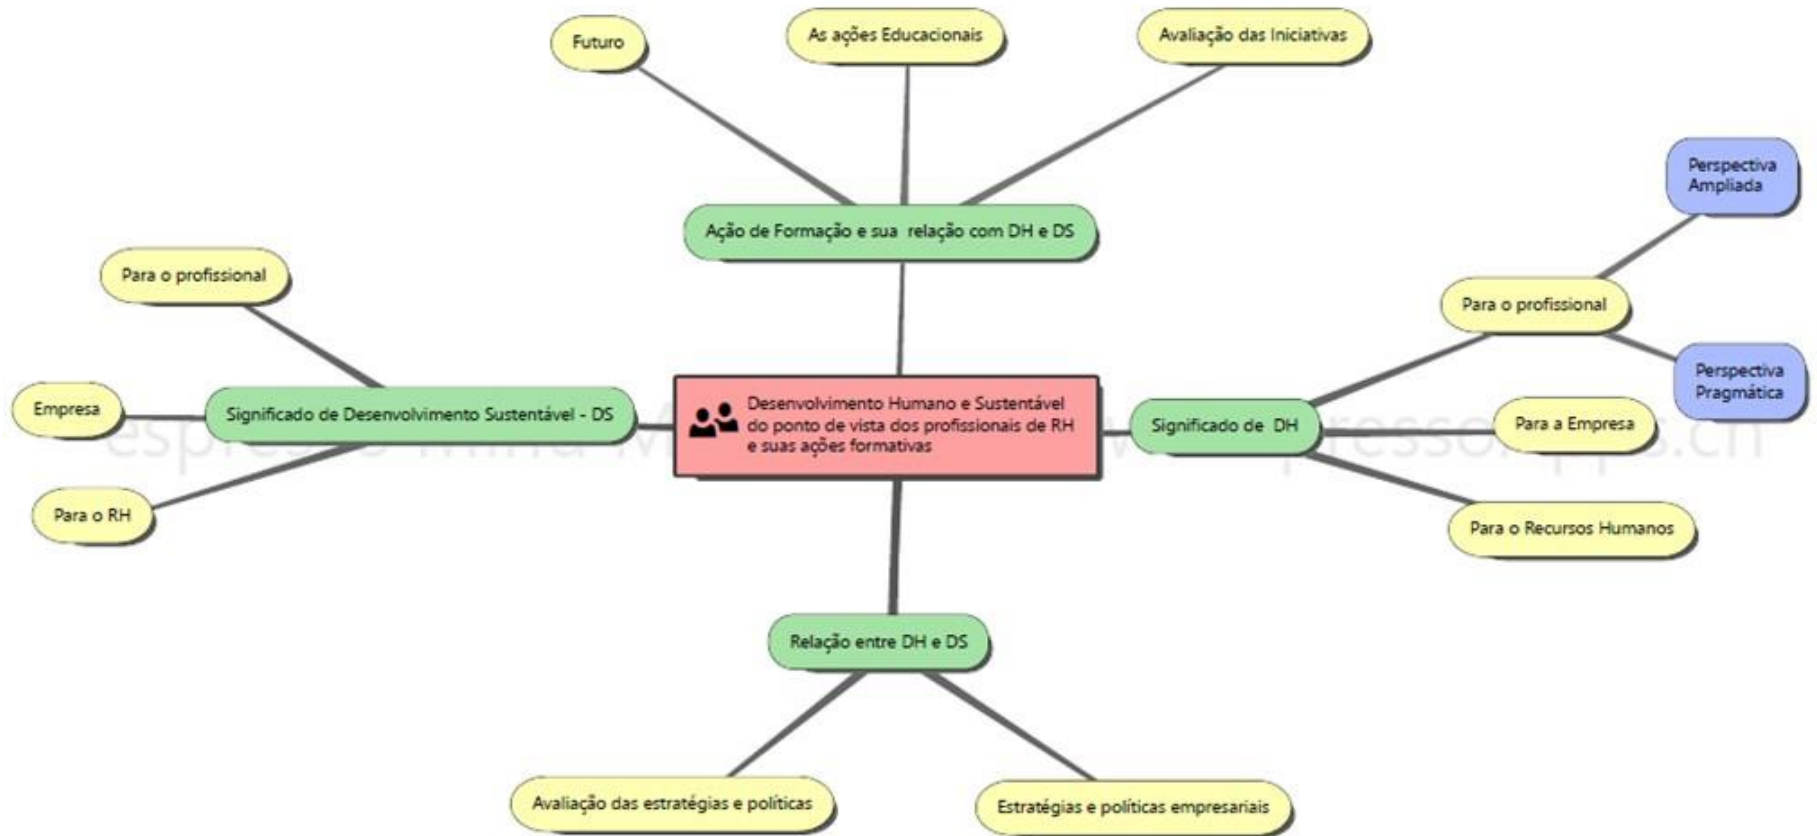 Futuro
As ações Educacionais
Avaliação das Iniciativas
Perspectiva
Ampliada
Ação de Formação e sua relação com DH e DS
Para o profissional
Para o profissional
Perspectiva
Pragmática
Empresa
Significado de Desenvolvimento Sustentável - DS
Desenvolvimento Humano e Sustentável
do ponto de vista dos profissionais de RH
e suas ações formativas
Significado de DH
Para a Empresa
Para o RH
Para o Recursos Humanos
Relação entre DH e DS
Avaliação das estratégias e políticas
Estratégias e políticas empresariais